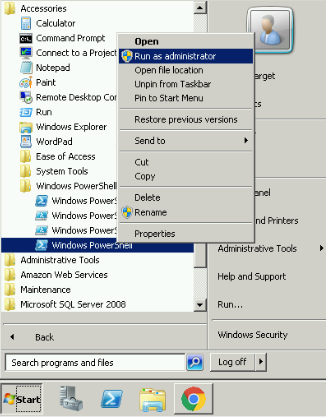 Accessories
Calculator
Command Prompt
Connect to a Project
Notepad
Paint
Remote Desktop Con
Run
Windows Explorer
WordPad
Ease of Access
System Tools
Windows PowerShell
Windows PowerS
Windows PowerS
Windows PowerS
Windows PowerShell
Administrative Tools
Amazon Web Services
Maintenance
Microsoft SQL Server 2008
Back
Search programs and files
Start
Open
Run as administrator
Open file location
Unpin from Taskbar
Pin to Start Menu
Restore previous versions
Send to
Cut
Copy
Delete
Rename
Properties
arget
ts
anel
and Printers
Administrative Tools
Help and Support
Run...
Windows Security
Log off